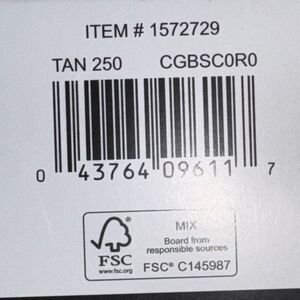 ITEM # 1572729
TAN 250 CGBSC0R0
0 43764 09611 7
FSC
www.fsc.org
MIX
Board from
responsible sources
FSC® C145987